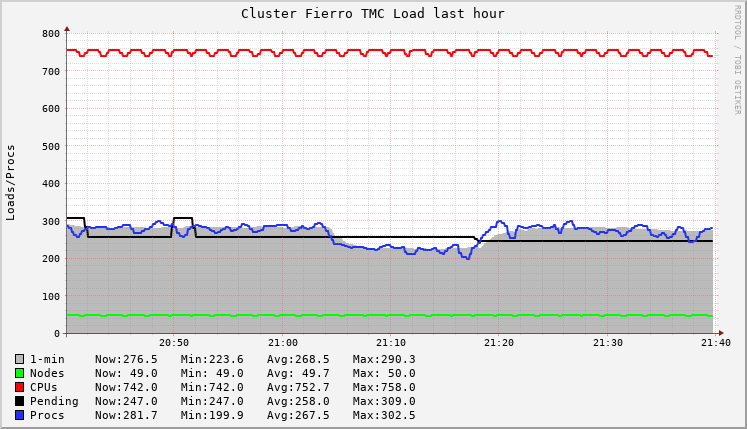 Cluster Fierro TMC Load last hour
RRDTOOL / TOBI OETIKER
Loads/Procs
800
700
600
500
400
300
200
100
0
20:50 21:00 21:10 21:20 21:30 21:40
1-min Now:276.5 Min:223.6 Avg:268.5 Max:290.3
Nodes Now: 49.0 Min: 49.0 Avg: 49.7 Max: 50.0
CPUs Now:742.0 Min:742.0 Avg:752.7 Max:758.0
Pending Now:247.0 Min:247.0 Avg:258.0 Max:309.0
Procs Now:281.7 Min:199.9 Avg:267.5 Max:302.5